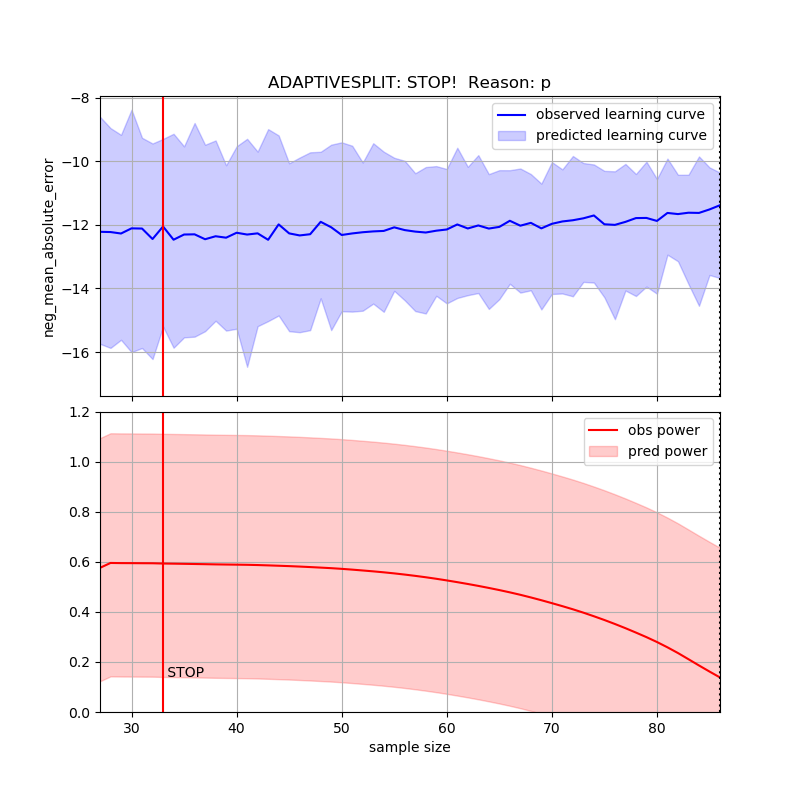 ADAPTIVESPLIT: STOP!  Reason: p
−8
−10
−12
−14
−16
neg_mean_absolute_error
observed learning curve
predicted learning curve
1.2
1.0
0.8
0.6
0.4
0.2
0.0
obs power
pred power
STOP
30 40 50 60 70 80
sample size